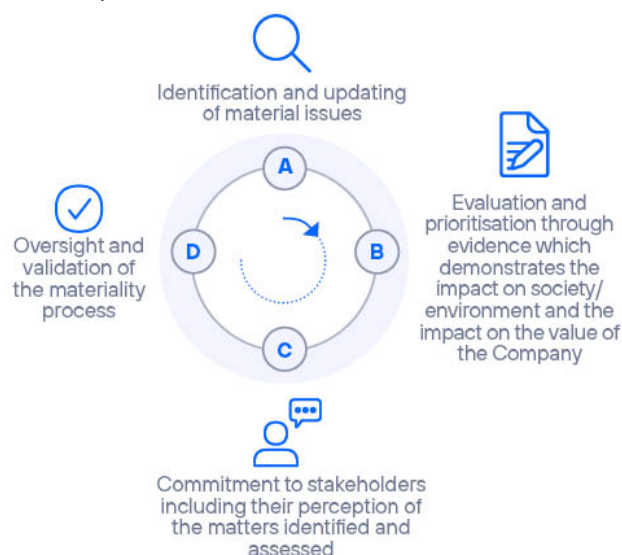 Identification and updating
of material issues
A
Evaluation and
prioritisation through
evidence which
demonstrates the
impact on society/
environment and the
impact on the value of
the Company
B
Oversight and
validation of
the materiality
process
D
C
Commitment to stakeholders
including their perception of
the matters identified and
assessed